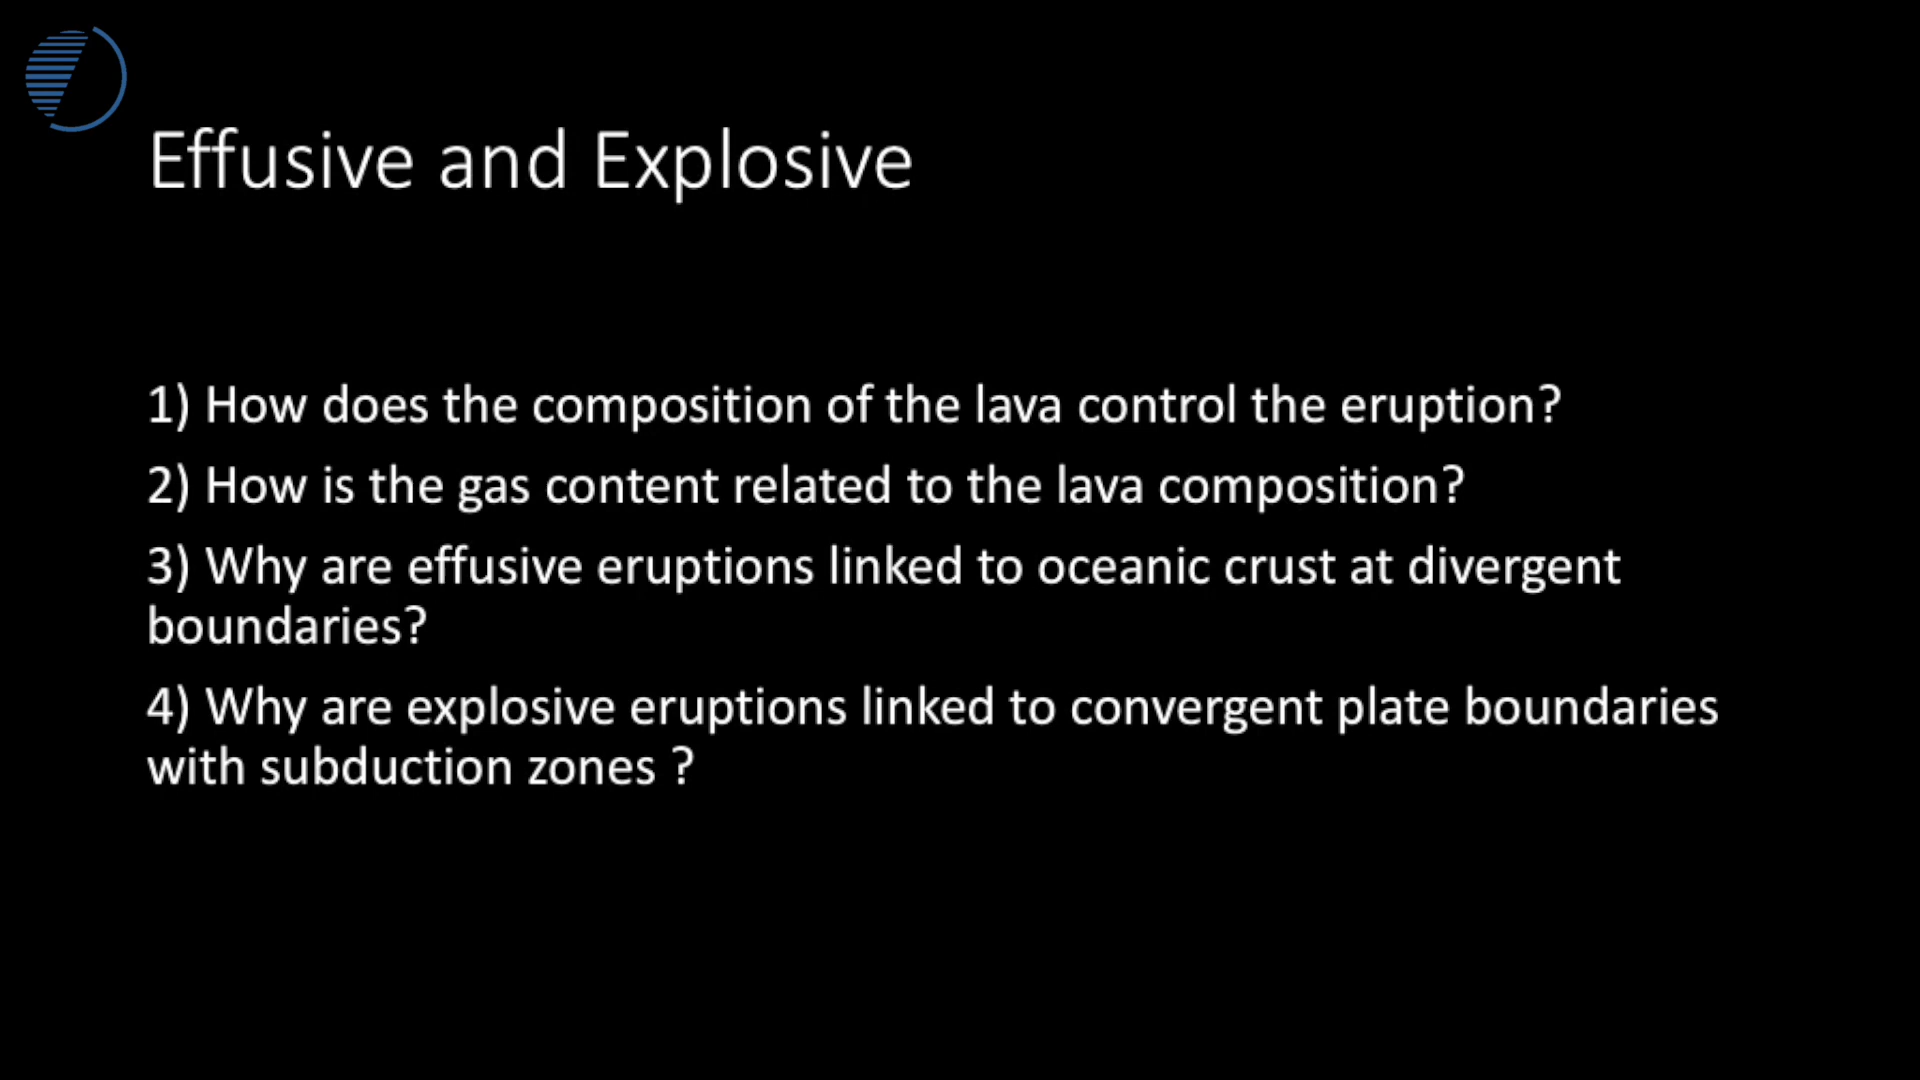 Effusive and Explosive
1) How does the composition of the lava control the eruption?
2) How is the gas content related to the lava composition?
3) Why are effusive eruptions linked to oceanic crust at divergent
boundaries?
4) Why are explosive eruptions linked to convergent plate boundaries
with subduction zones ?